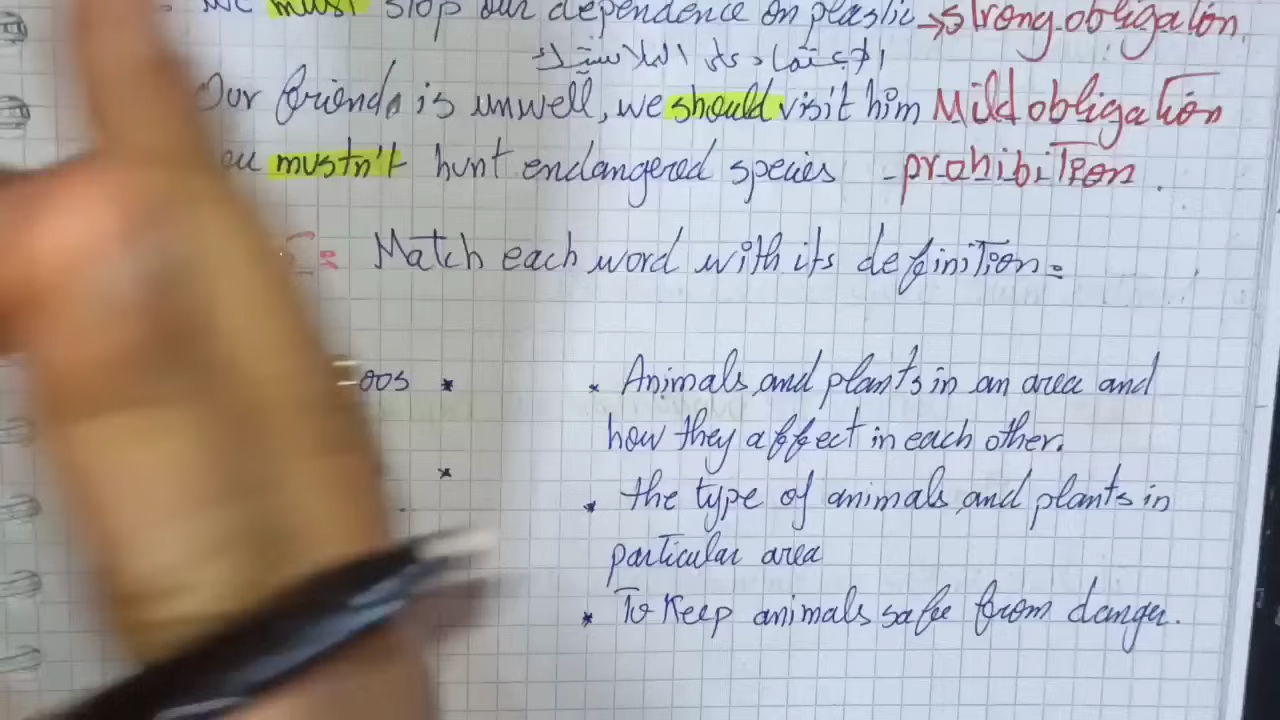 must stop our dependence on plastic → strong obligation.
الإعتماد على البلاستيك
Our friend is unwell, we should visit him Mild obligation
mustn't hunt endangered species - prohibition.
Match each word with its definition:
oos * * Animals and plants in an area and
how they affect in each other.
*
* the type of animals and plants in
particular area
* To keep animals safe from danger.